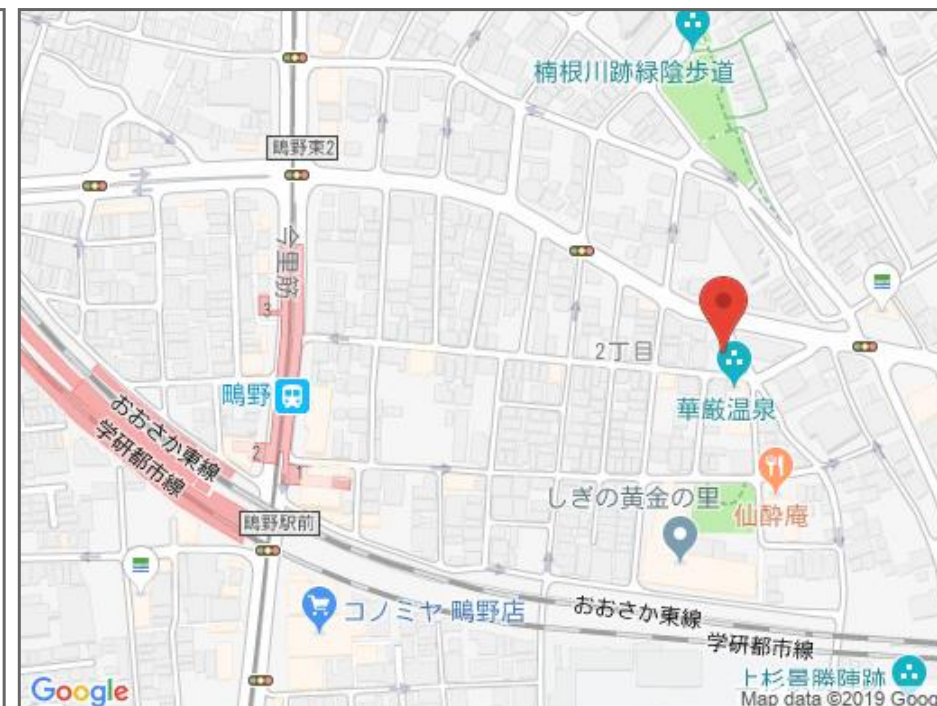 楠根川跡緑陰歩道
鴫野東2
今里筋
3
2丁目
鴫野
華厳温泉
おおさか東線
学研都市線
2
1
しぎの黄金の里
仙酔庵
鴫野駅前
コノミヤ 鴫野店
おおさか東線
学研都市線
上杉景勝陣跡
Google
Map data ©2019 Goog